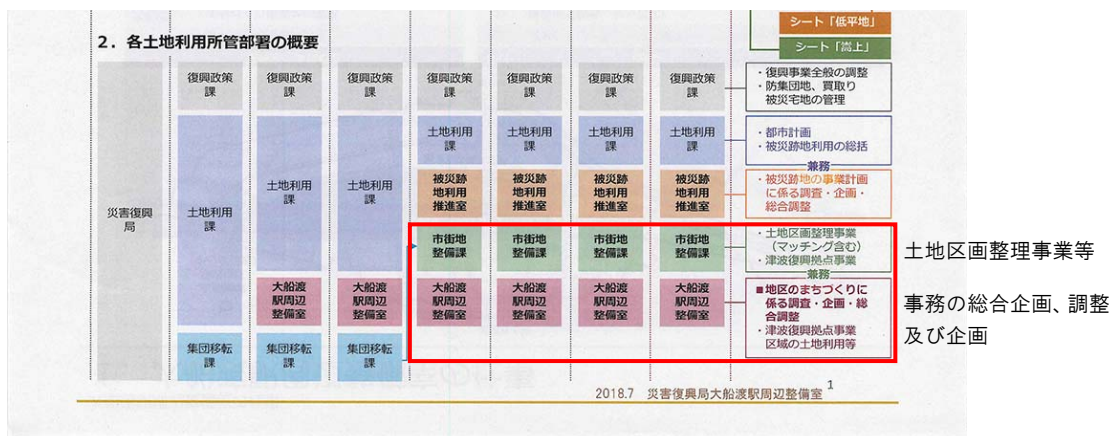 シート「低平地」
シート「嵩上」
2．各土地利用所管部署の概要
災害復興
局
復興政策
課
復興政策
課
復興政策
課
復興政策
課
復興政策
課
復興政策
課
復興政策
課
・復興事業全般の調整
・防集団地、買取り
被災宅地の管理
土地利用
課
土地利用
課
土地利用
課
土地利用
課
土地利用
課
土地利用
課
土地利用
課
・都市計画
・被災跡地利用の総括
兼務
被災跡
地利用
推進室
被災跡
地利用
推進室
被災跡
地利用
推進室
被災跡
地利用
推進室
・被災跡地の事業計画
に係る調査・企画・
総合調整
市街地
整備課
市街地
整備課
市街地
整備課
市街地
整備課
・土地区画整理事業
（マッチング含む）
・津波復興拠点事業
兼務
土地区画整理事業等
大船渡
駅周辺
整備室
大船渡
駅周辺
整備室
大船渡
駅周辺
整備室
大船渡
駅周辺
整備室
大船渡
駅周辺
整備室
大船渡
駅周辺
整備室
■地区のまちづくりに
係る調査・企画・総
合調整
・津波復興拠点事業
区域の土地利用等
事務の総合企画、調整
及び企画
集団移転
課
集団移転
課
集団移転
課
2018.7 災害復興局大船渡駅周辺整備室
1